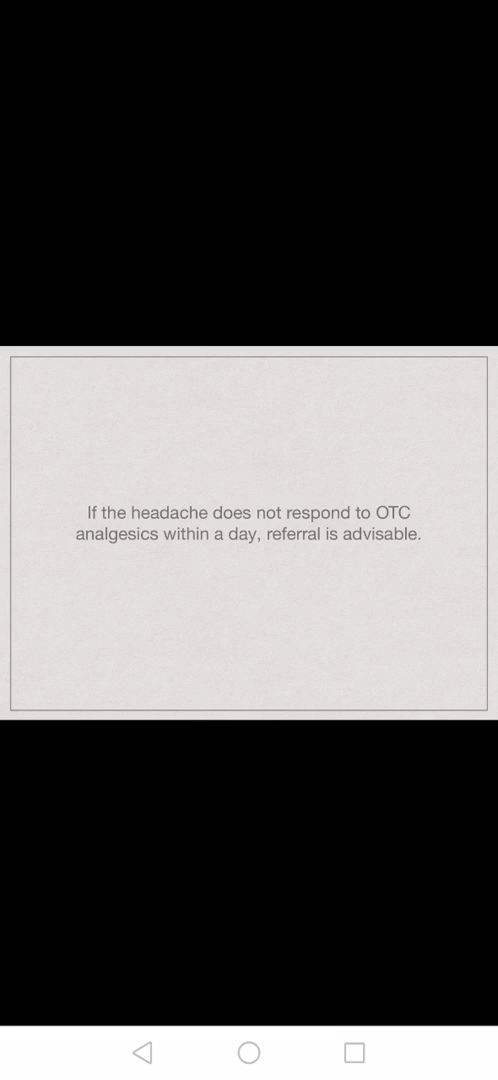 If the headache does not respond to OTC
analgesics within a day, referral is advisable.